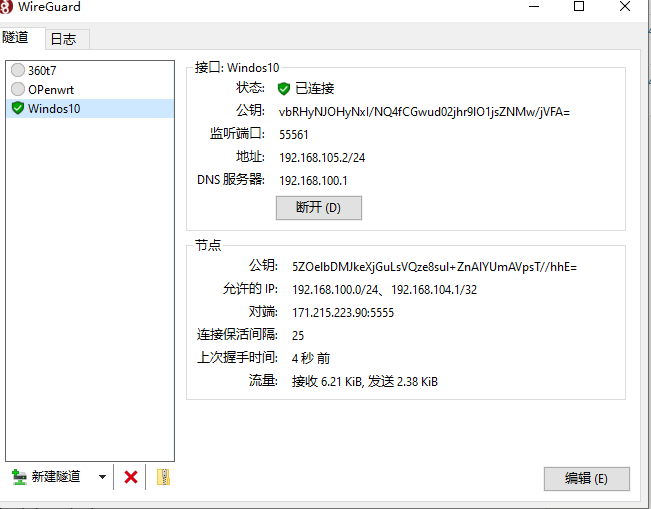 WireGuard
隧道 日志
360t7
OPenwrt
Windos10
接口: Windos10
状态: 已连接
公钥: vbRHyNJOHyNxI/NQ4fCGwud02jhr9IO1jsZNMw/jVFA=
监听端口: 55561
地址: 192.168.105.2/24
DNS 服务器: 192.168.100.1
断开 (D)
节点
公钥: 5ZOeIbDMJkeXjGuLsVQze8suI+ZnAIYUmAVpsT//hhE=
允许的 IP: 192.168.100.0/24、192.168.104.1/32
对端: 171.215.223.90:5555
连接保活间隔: 25
上次握手时间: 4 秒 前
流量: 接收 6.21 KiB, 发送 2.38 KiB
新建隧道
编辑 (E)